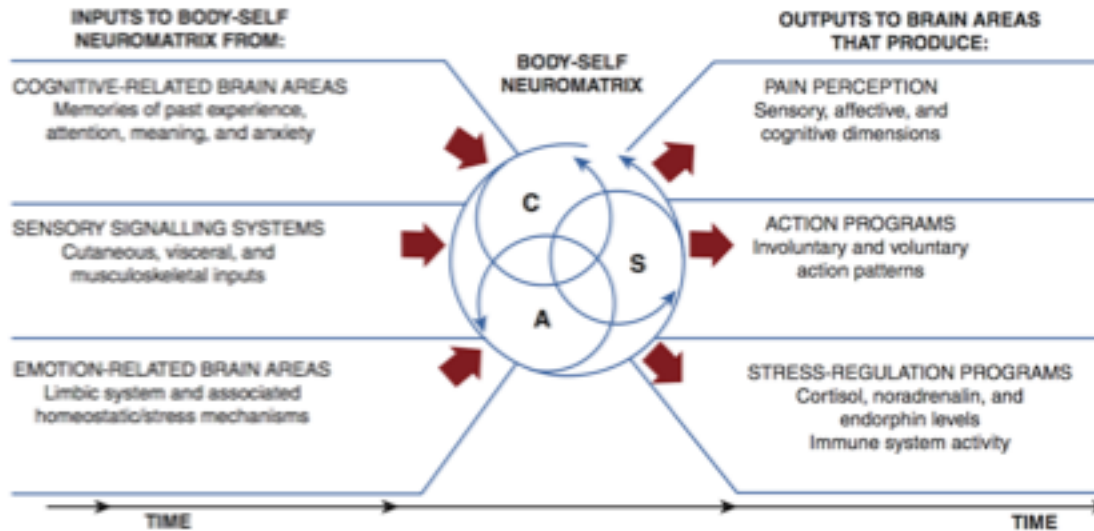 INPUTS TO BODY-SELF
NEUROMATRIX FROM:
COGNITIVE-RELATED BRAIN AREAS
Memories of past experience,
attention, meaning, and anxiety
SENSORY SIGNALLING SYSTEMS
Cutaneous, visceral, and
musculoskeletal inputs
EMOTION-RELATED BRAIN AREAS
Limbic system and associated
homeostatic/stress mechanisms
BODY-SELF
NEUROMATRIX
C
S
A
OUTPUTS TO BRAIN AREAS
THAT PRODUCE:
PAIN PERCEPTION
Sensory, affective, and
cognitive dimensions
ACTION PROGRAMS
Involuntary and voluntary
action patterns
STRESS-REGULATION PROGRAMS
Cortisol, noradrenalin, and
endorphin levels
Immune system activity
TIME
TIME